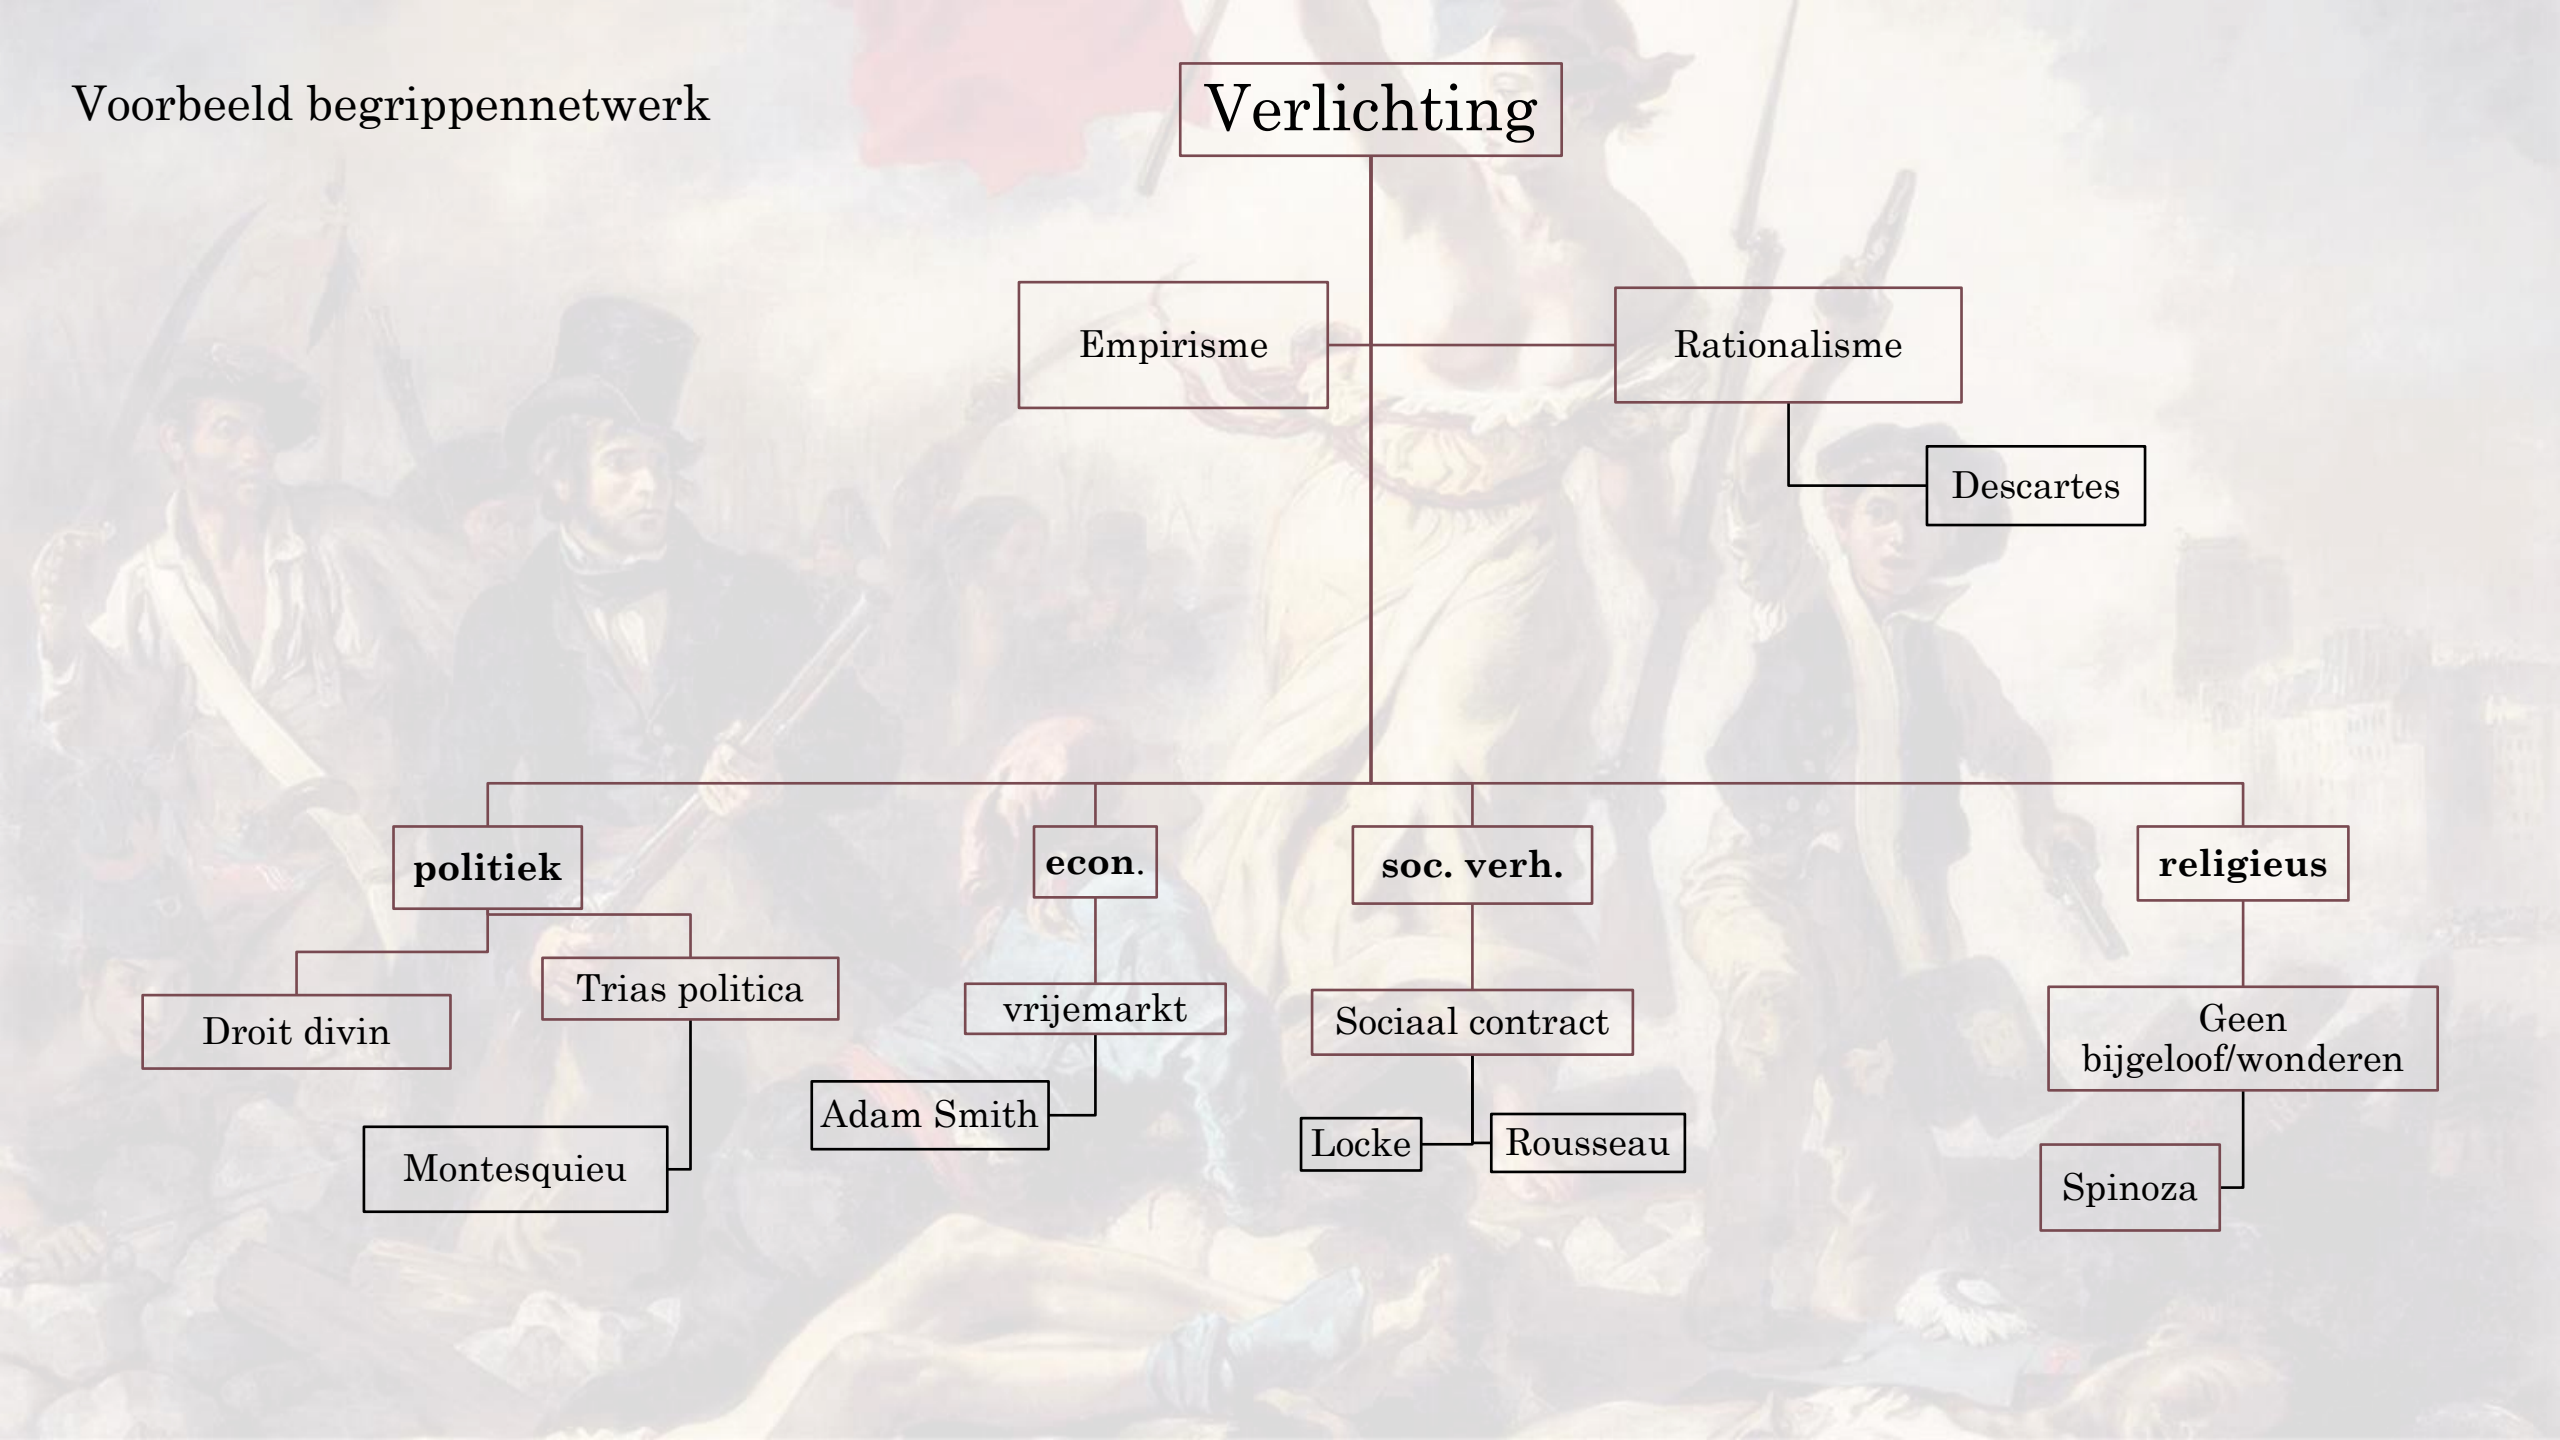 Voorbeeld begrippennetwerk
Verlichting
Empirisme
Rationalisme
Descartes
politiek
econ.
soc. verh.
religieus
Droit divin
Trias politica
vrijemarkt
Sociaal contract
Geen
bijgeloof/wonderen
Montesquieu
Adam Smith
Locke
Rousseau
Spinoza